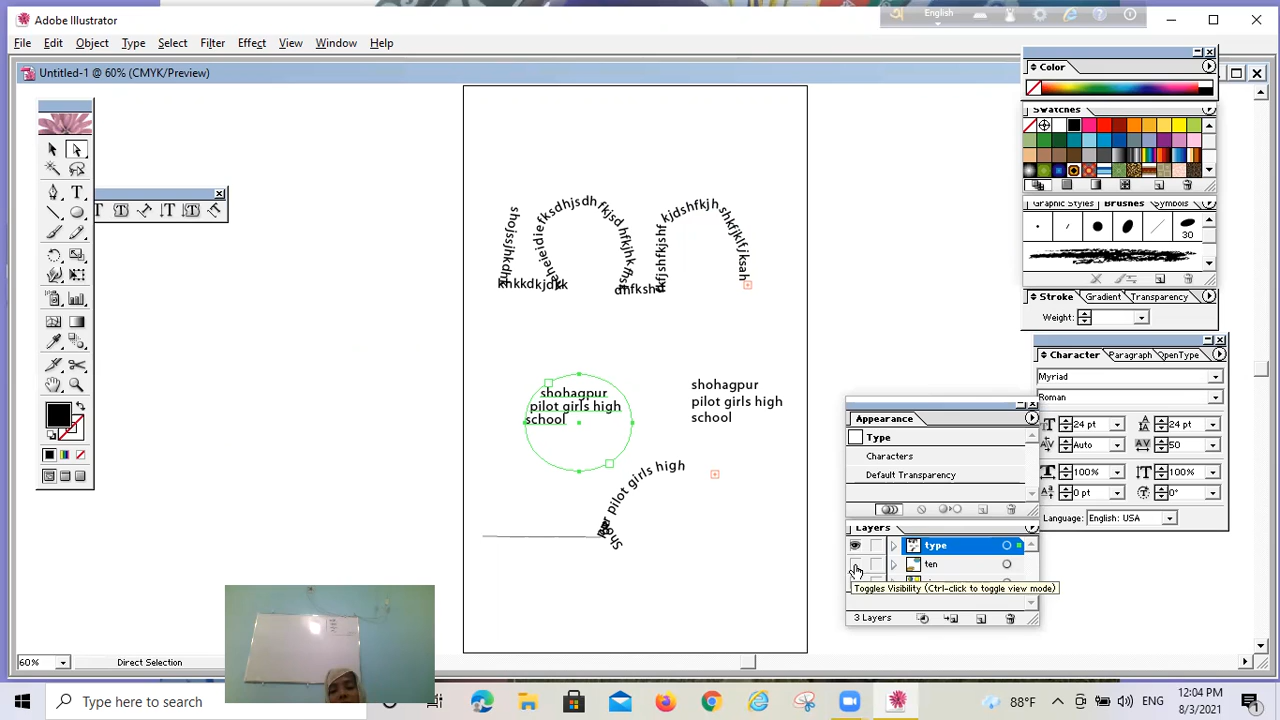 Adobe Illustrator
English
File Edit Object Type Select Filter Effect View Window Help
Untitled-1 @ 60% (CMYK/Preview)
Color
Swatches
Graphic Styles Brushes
30
Stroke Gradient Transparency
Weight:
Character Paragraph OpenType
Myriad
Roman
24 pt 24 pt
Auto 50
100% 100%
0 pt 0°
Language: English: USA
shohagpur
pilot girls high
school
shohagpur
pilot girls high
school
pilot girls high
Appearance
Type
Characters
Default Transparency
Layers
type
ten
Toggles Visibility (Ctrl-click to toggle view mode)
3 Layers
60% Direct Selection
Type here to search
88°F ENG 12:04 PM
8/3/2021